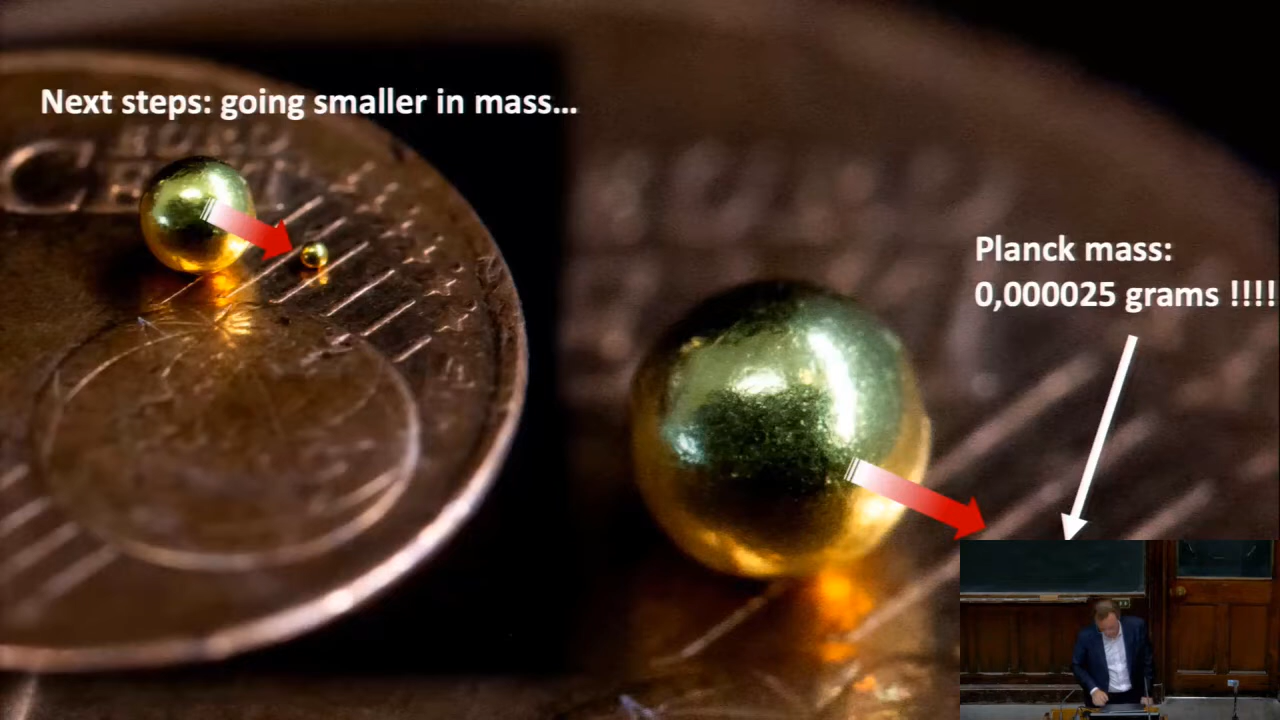 Next steps: going smaller in mass...
Planck mass:
0,000025 grams !!!!